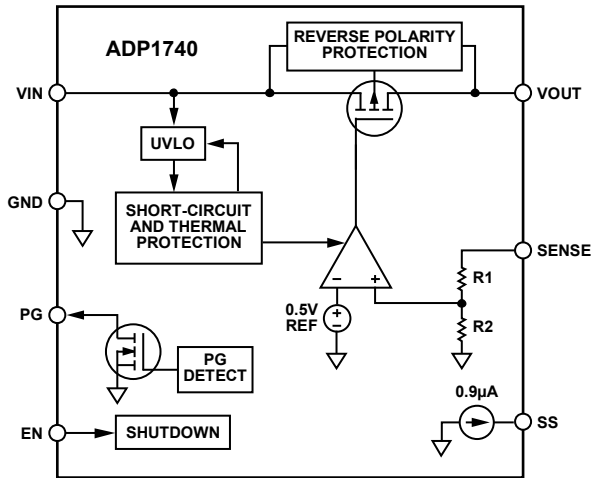 ADP1740
REVERSE POLARITY
PROTECTION
VIN
VOUT
UVLO
GND
SHORT-CIRCUIT
AND THERMAL
PROTECTION
SENSE
–
+
R1
PG
0.5V
REF
+
–
R2
PG
DETECT
0.9µA
EN
SHUTDOWN
SS